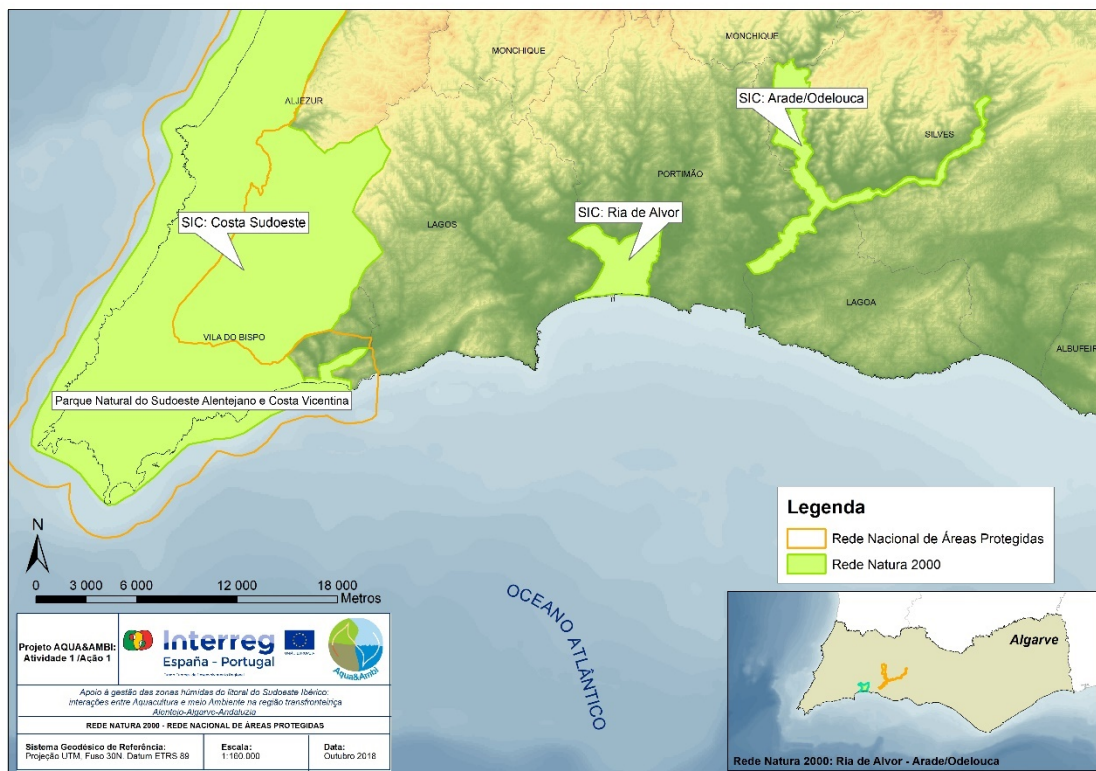 MONCHIQUE
MONCHIQUE
ALJEZUR
SIC: Arade/Odelouca
SILVES
PORTIMÃO
SIC: Costa Sudoeste
SIC: Ria de Alvor
LAGOS
LAGOA
VILA DO BISPO
ALBUFEIR
Parque Natural do Sudoeste Alentejano e Costa Vicentina
Legenda
Rede Nacional de Áreas Protegidas
Rede Natura 2000
N
0 3 000 6 000 12 000 18 000
Metros
OCEANO ATLÂNTICO
Projeto AQUA&AMBI:
Atividade 1 /Ação 1
Interreg
España - Portugal
Aqua&Ambi
Apoio à gestão das zonas húmidas do litoral do Sudoeste Ibérico:
interações entre Aquacultura e meio Ambiente na região transfronteiriça
Alentejo-Algarve-Andaluzia
REDE NATURA 2000 - REDE NACIONAL DE ÁREAS PROTEGIDAS
Sistema Geodésico de Referência:
Projeção UTM, Fuso 30N. Datum ETRS 89
Escala:
1:160.000
Data:
Outubro 2018
Algarve
Rede Natura 2000: Ria de Alvor - Arade/Odelouca